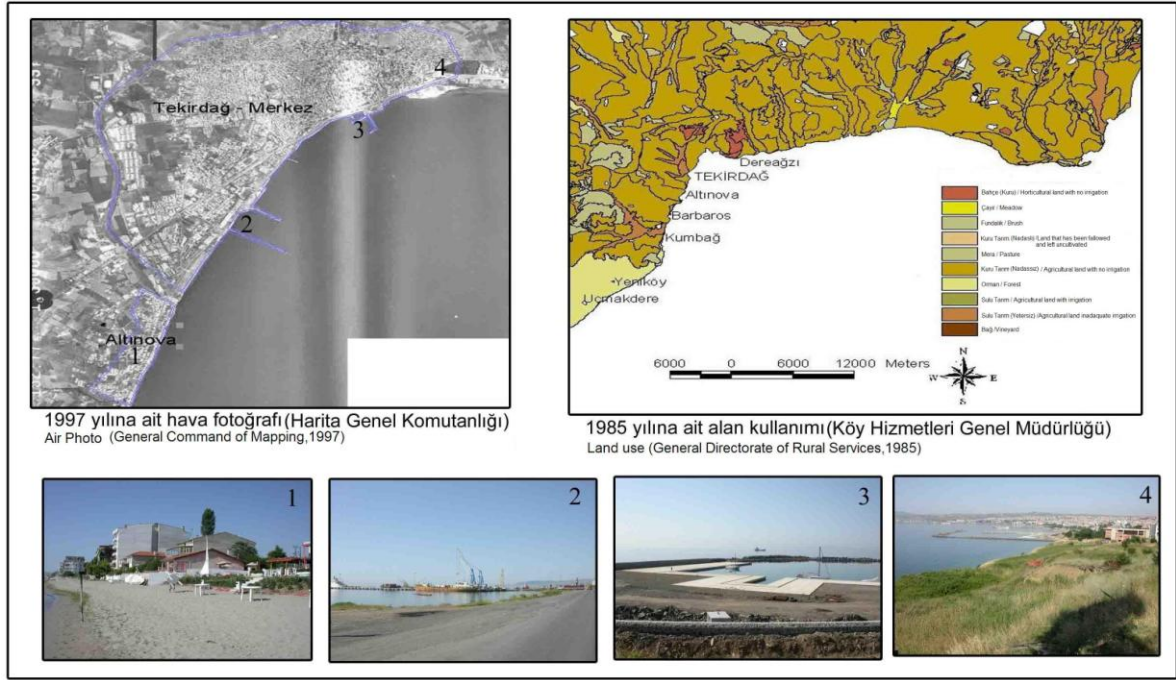 Tekirdağ - Merkez
4
3
2
Altınova
1
1997 yılına ait hava fotoğrafı(Harita Genel Komutanlığı)
Air Photo (General Command of Mapping,1997)
Dereağzı
TEKİRDAĞ
Altınova
Barbaros
Kumbağ
Yeniköy
Uçmakdere
Bahçe (Kuru) / Horticultural land with no irrigation
Çayır / Meadow
Fundalık / Brush
Kuru Tarım (Nadaslı) /Land that has been fallowed
and left uncultivated
Mera / Pasture
Kuru Tarım (Nadassız) / Agricultural land with no irrigation
Orman / Forest
Sulu Tarım / Agricultural land with irrigation
Sulu Tarım (Yetersiz) /Agricultural land inadaquate irrigation
Bağ /Vineyard
6000 0 6000 12000 Meters
N
W E
S
1985 yılına ait alan kullanımı(Köy Hizmetleri Genel Müdürlüğü)
Land use (General Directorate of Rural Services,1985)
1
2
3
4